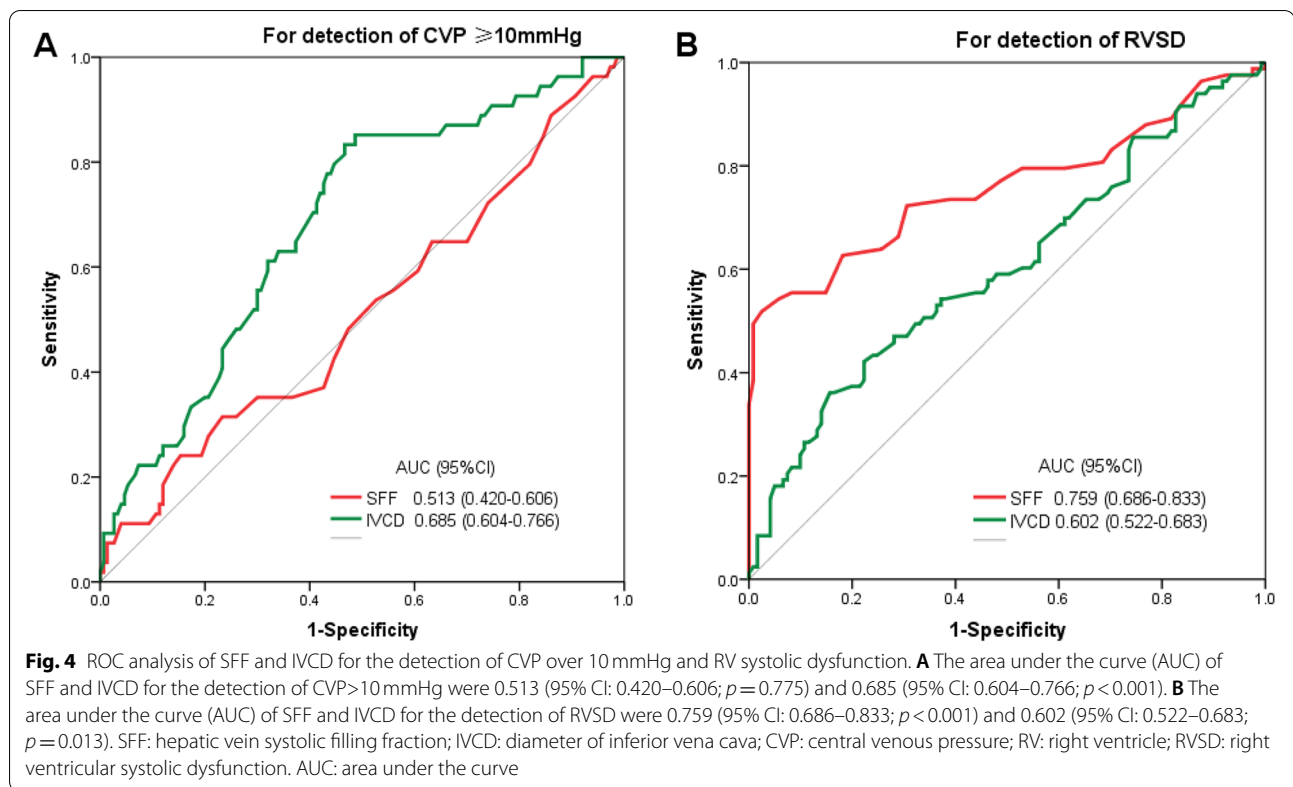 A
For detection of CVP ≥10mmHg
Sensitivity
1.0
0.8
0.6
0.4
0.2
0.0
AUC (95%CI)
SFF 0.513 (0.420-0.606)
IVCD 0.685 (0.604-0.766)
0.0 0.2 0.4 0.6 0.8 1.0
1-Specificity
B
For detection of RVSD
Sensitivity
1.0
0.8
0.6
0.4
0.2
0.0
AUC (95%CI)
SFF 0.759 (0.686-0.833)
IVCD 0.602 (0.522-0.683)
0.0 0.2 0.4 0.6 0.8 1.0
1-Specificity
Fig. 4 ROC analysis of SFF and IVCD for the detection of CVP over 10 mmHg and RV systolic dysfunction. A The area under the curve (AUC) of
SFF and IVCD for the detection of CVP>10 mmHg were 0.513 (95% CI: 0.420–0.606; p = 0.775) and 0.685 (95% CI: 0.604–0.766; p < 0.001). B The
area under the curve (AUC) of SFF and IVCD for the detection of RVSD were 0.759 (95% CI: 0.686–0.833; p < 0.001) and 0.602 (95% CI: 0.522–0.683;
p = 0.013). SFF: hepatic vein systolic filling fraction; IVCD: diameter of inferior vena cava; CVP: central venous pressure; RV: right ventricle; RVSD: right
ventricular systolic dysfunction. AUC: area under the curve